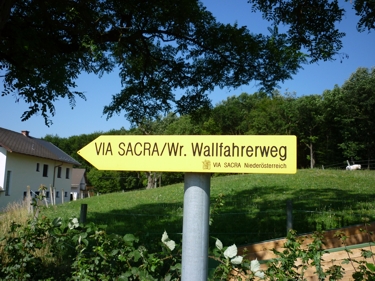 VIA SACRA/Wr. Wallfahrerweg
VIA SACRA Niederösterreich